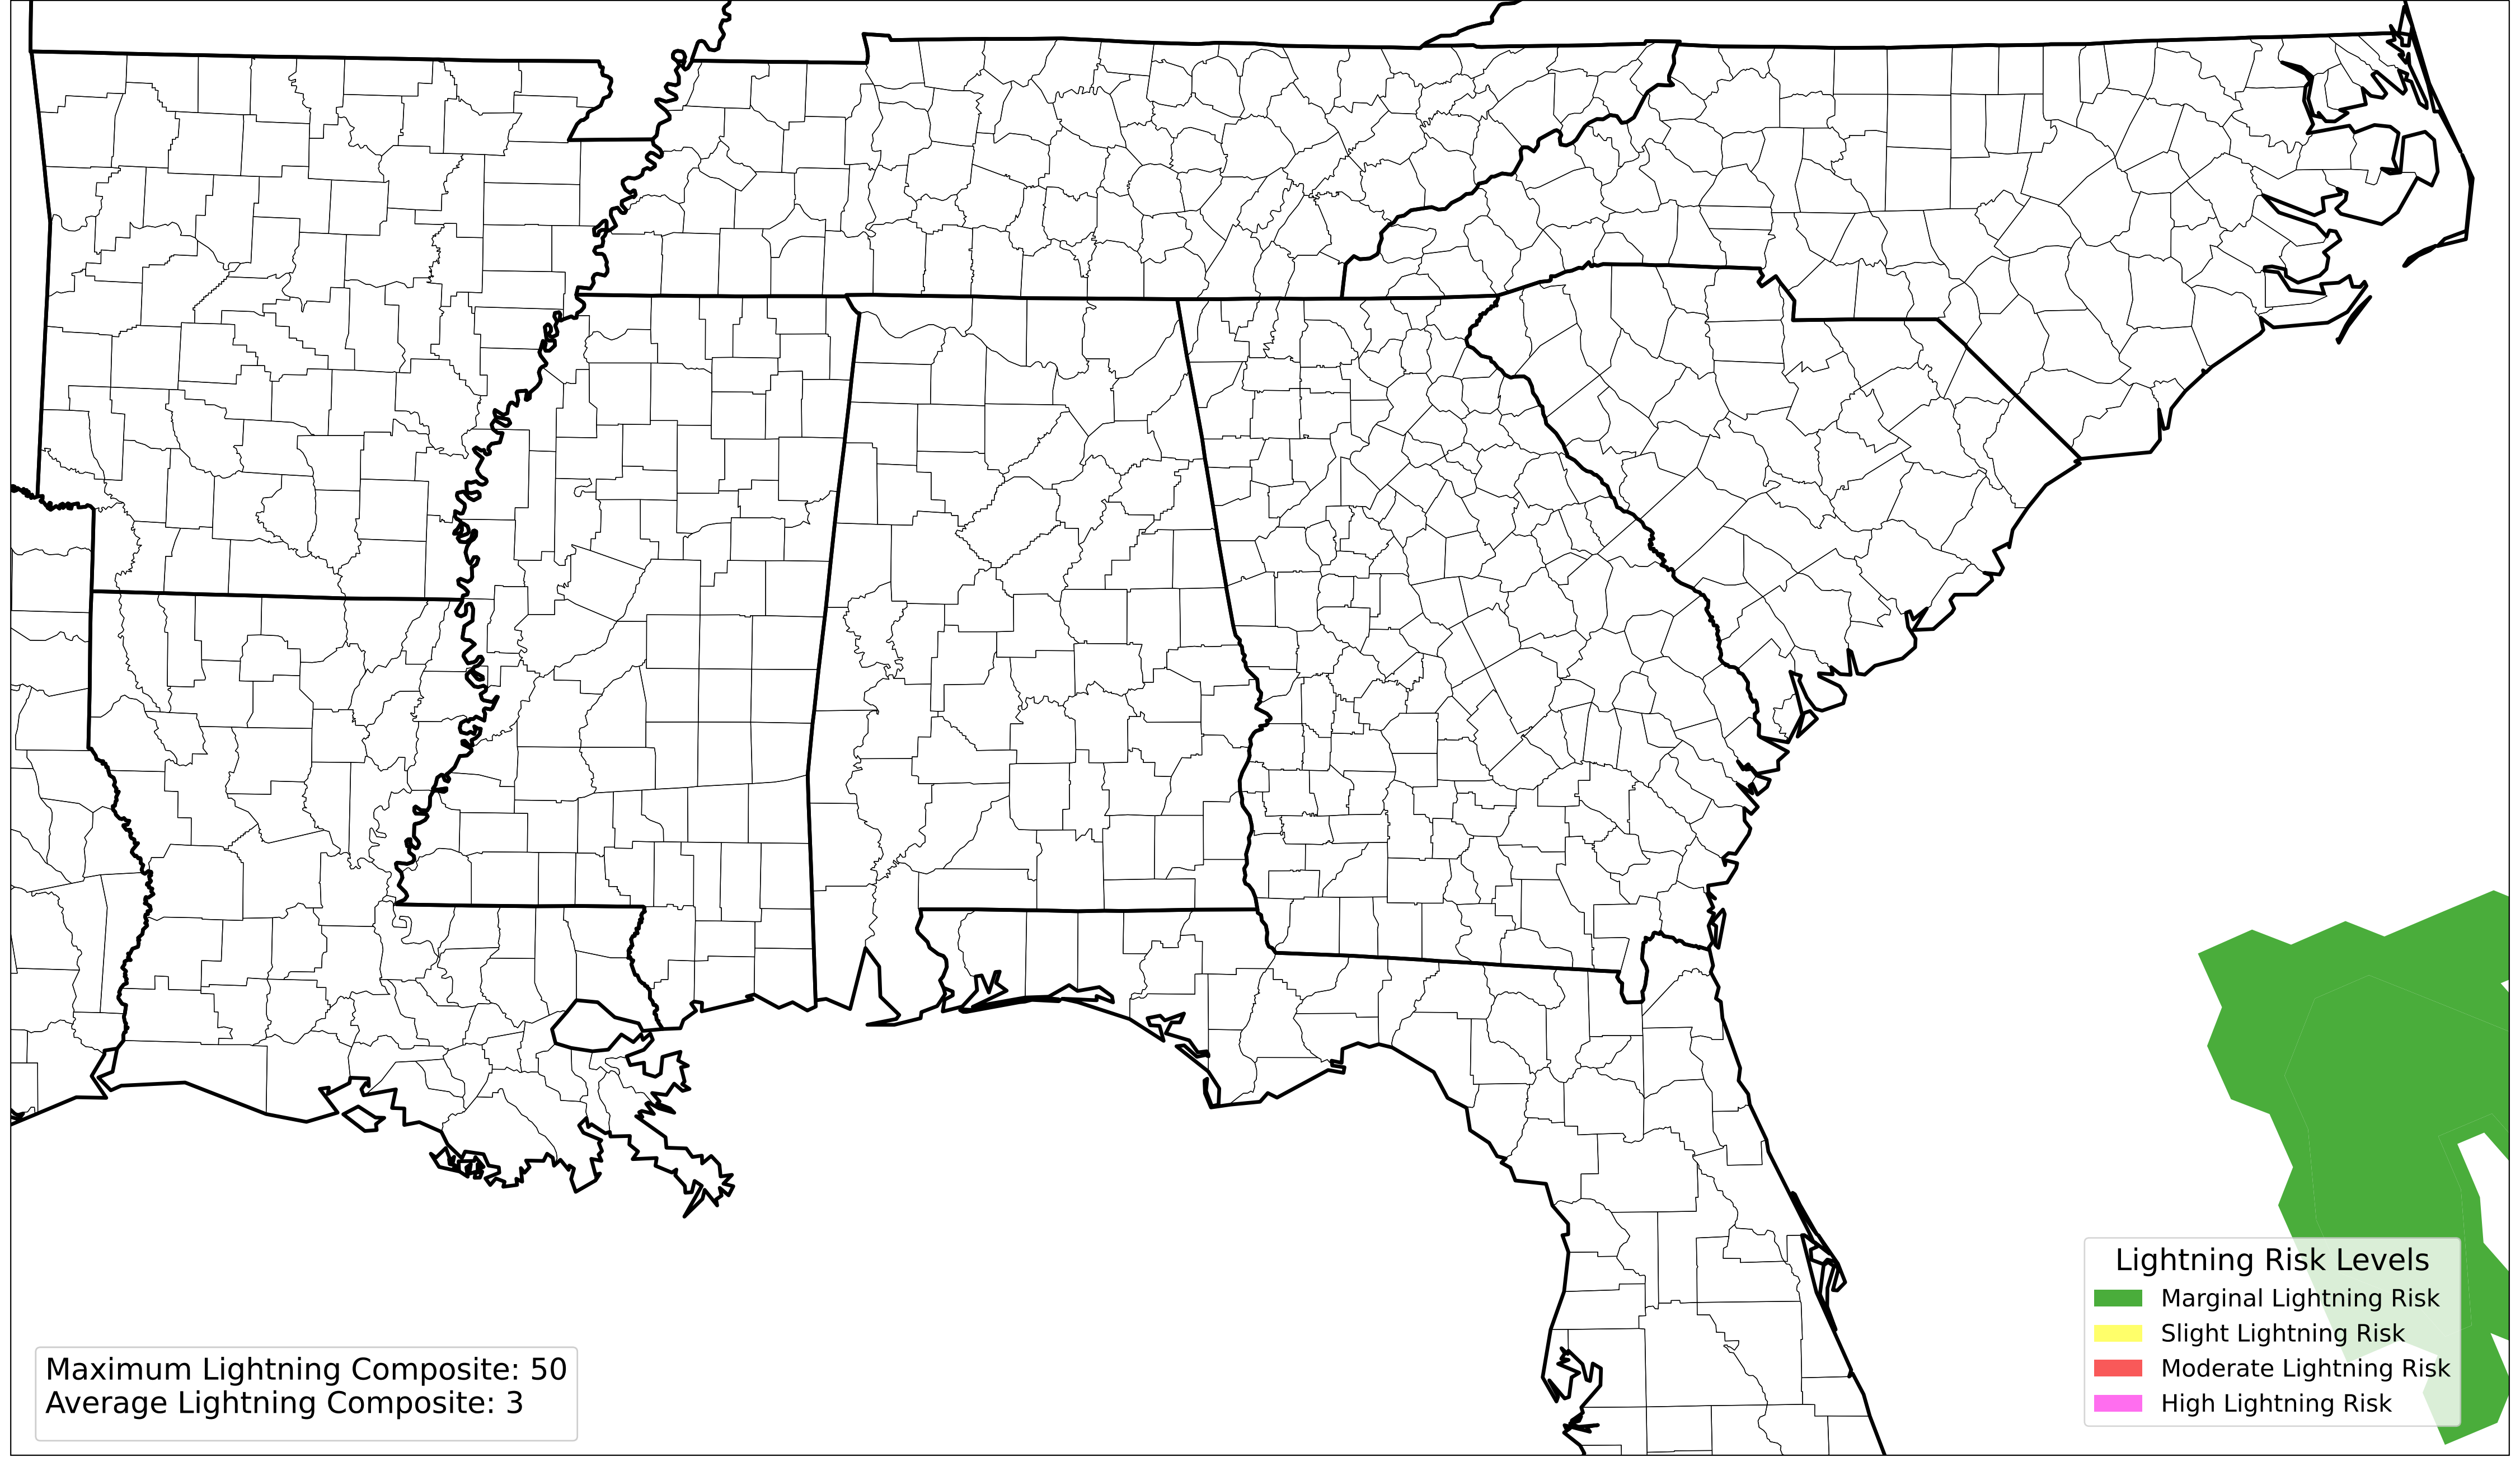 Lightning Risk Levels
Marginal Lightning Risk
Slight Lightning Risk
Moderate Lightning Risk
High Lightning Risk
Maximum Lightning Composite: 50
Average Lightning Composite: 3